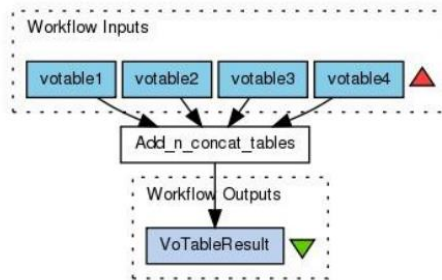 Workflow Inputs
votable1 votable2 votable3 votable4
Add_n_concat_tables
Workflow Outputs
VoTableResult